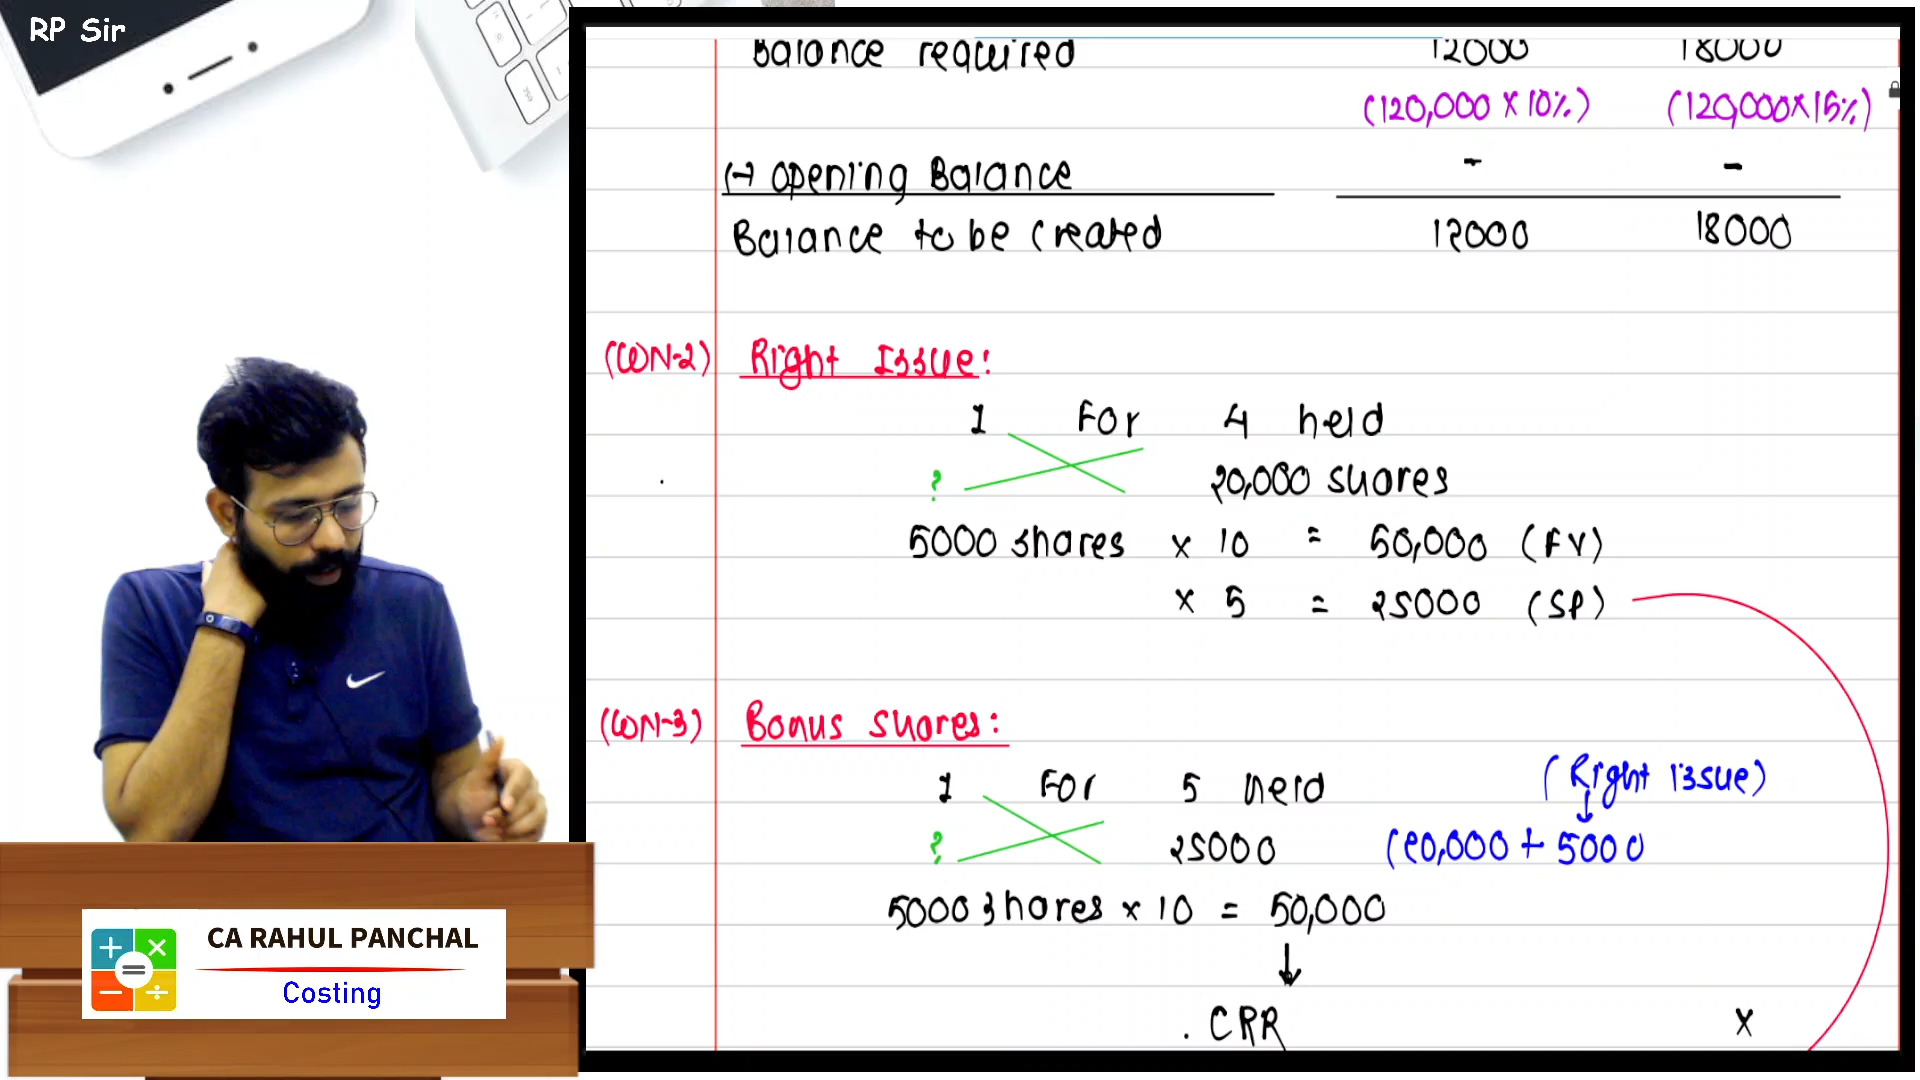 RP Sir
Balance required 12000 18000
(120,000 x 10%) (120,000 x 15%)
(-) Opening Balance - -
Balance to be created 12000 18000
(WN-2) Right Issue:
1 For 4 held
? 20,000 shares
5000 shares x 10 = 50,000 (FV)
x 5 = 25000 (SP)
(WN-3) Bonus Shares:
1 For 5 held (Right issue)
? 25000 (20,000 + 5000
5000 shares x 10 = 50,000
. CRR x
CA RAHUL PANCHAL
Costing